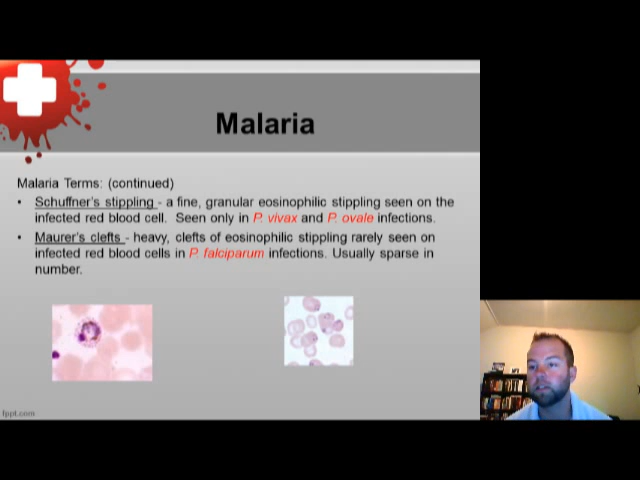 Malaria
Malaria Terms: (continued)
• Schuffner's stippling - a fine, granular eosinophilic stippling seen on the
infected red blood cell. Seen only in P. vivax and P. ovale infections.
• Maurer's clefts - heavy, clefts of eosinophilic stippling rarely seen on
infected red blood cells in P. falciparum infections. Usually sparse in
number.
fppt.com